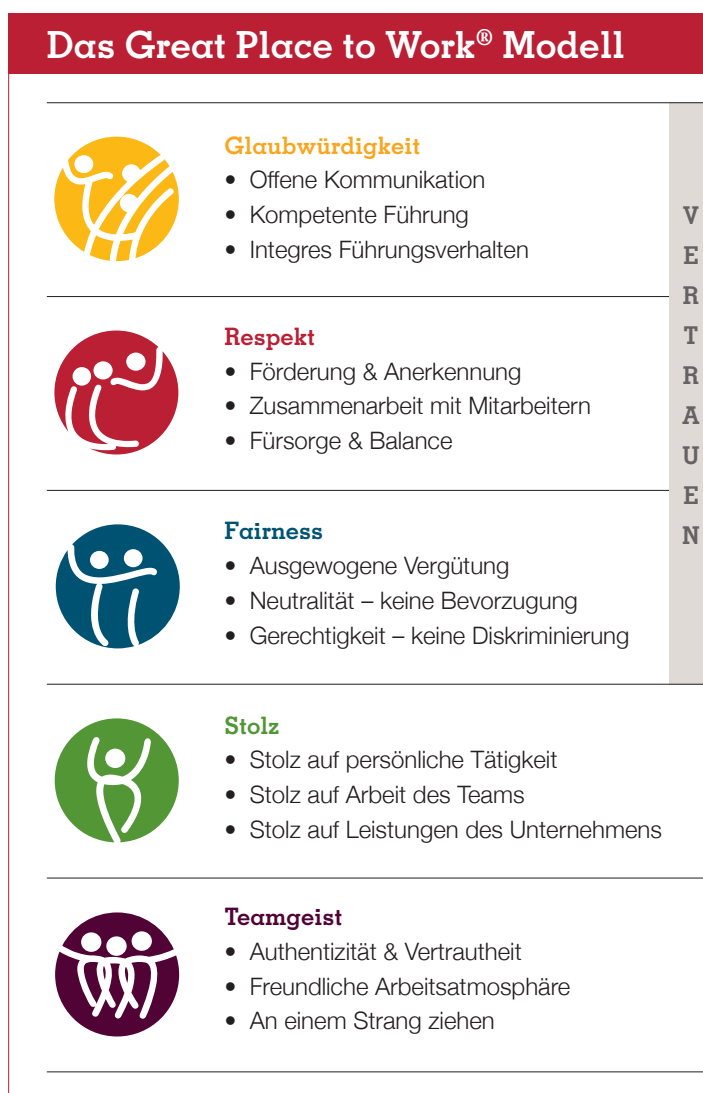 Das Great Place to Work® Modell
Glaubwürdigkeit
• Offene Kommunikation
• Kompetente Führung
• Integres Führungsverhalten
Respekt
• Förderung & Anerkennung
• Zusammenarbeit mit Mitarbeitern
• Fürsorge & Balance
Fairness
• Ausgewogene Vergütung
• Neutralität – keine Bevorzugung
• Gerechtigkeit – keine Diskriminierung
VERTRAUEN
Stolz
• Stolz auf persönliche Tätigkeit
• Stolz auf Arbeit des Teams
• Stolz auf Leistungen des Unternehmens
Teamgeist
• Authentizität & Vertrautheit
• Freundliche Arbeitsatmosphäre
• An einem Strang ziehen